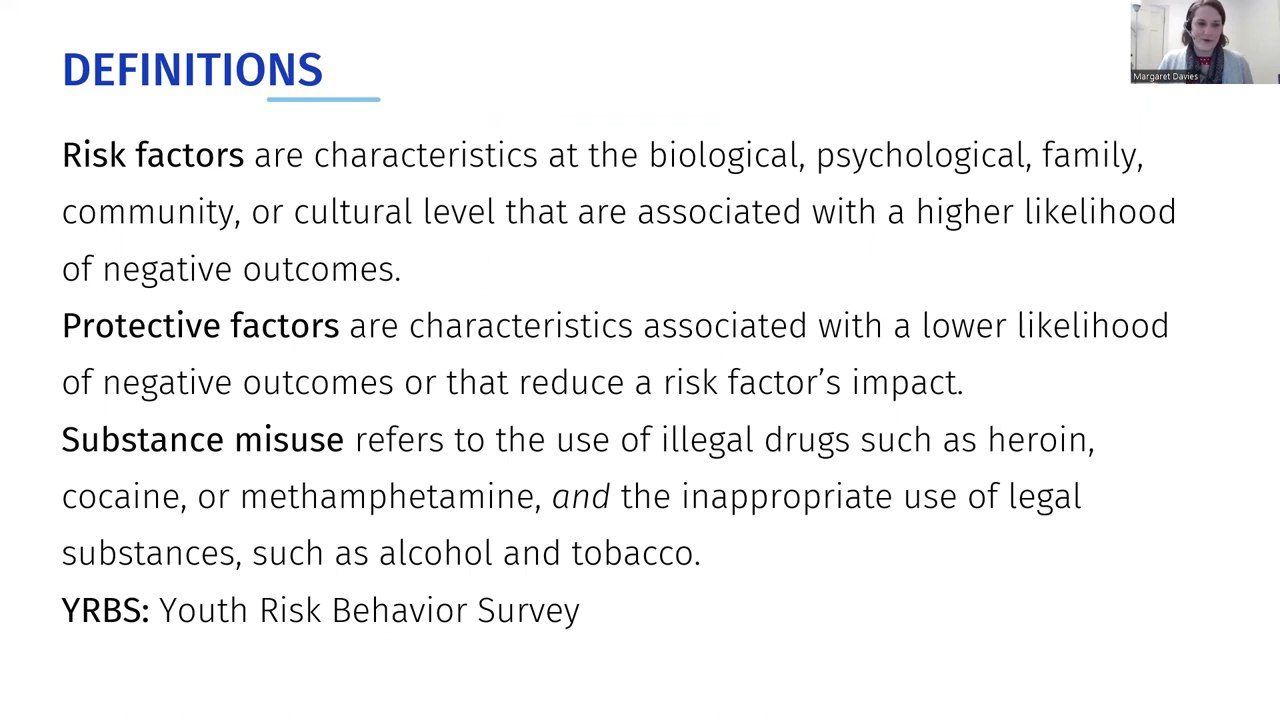 DEFINITIONS
Margaret Davies
Risk factors are characteristics at the biological, psychological, family,
community, or cultural level that are associated with a higher likelihood
of negative outcomes.
Protective factors are characteristics associated with a lower likelihood
of negative outcomes or that reduce a risk factor’s impact.
Substance misuse refers to the use of illegal drugs such as heroin,
cocaine, or methamphetamine, and the inappropriate use of legal
substances, such as alcohol and tobacco.
YRBS: Youth Risk Behavior Survey